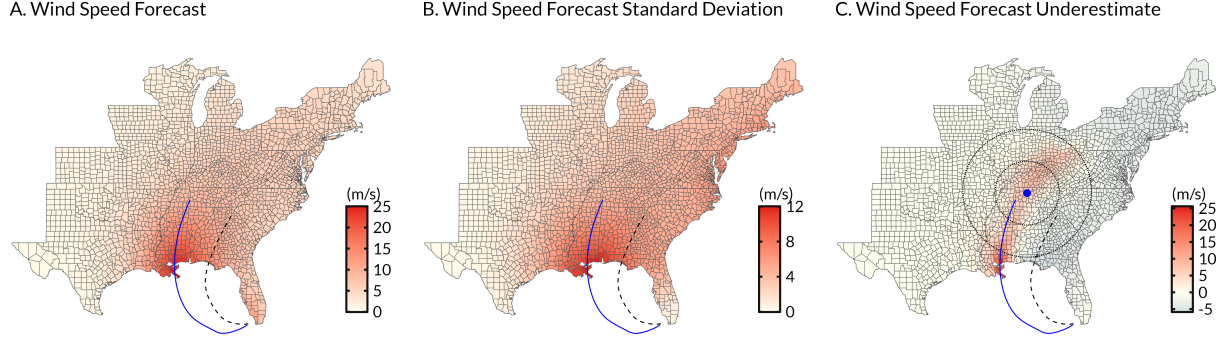 A. Wind Speed Forecast
B. Wind Speed Forecast Standard Deviation
C. Wind Speed Forecast Underestimate
(m/s)
25
20
15
10
5
0
(m/s)
12
8
4
0
(m/s)
25
20
15
10
5
0
-5